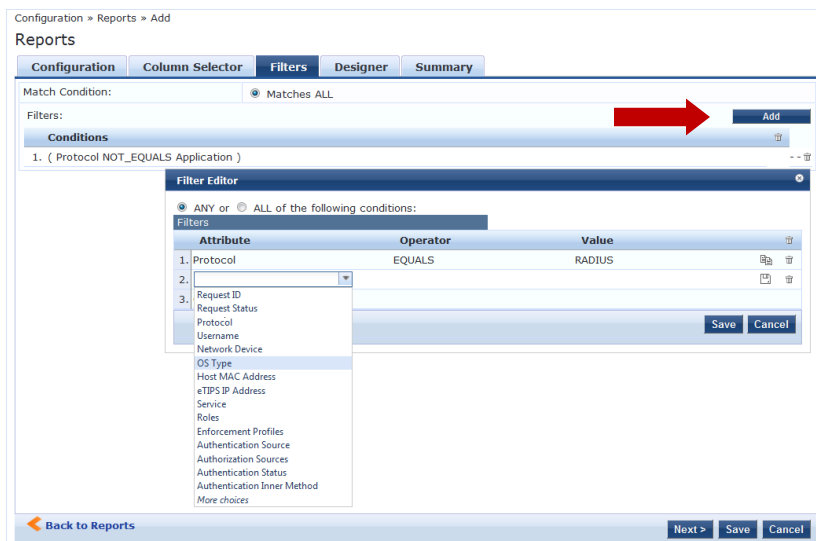 Configuration » Reports » Add
Reports
Configuration Column Selector Filters Designer Summary
Match Condition: Matches ALL
Filters: Add
Conditions
1. ( Protocol NOT_EQUALS Application ) --
Filter Editor
ANY or ALL of the following conditions:
Filters
Attribute Operator Value
1. Protocol EQUALS RADIUS
2.
3.
Request ID
Request Status
Protocol
Username
Network Device
OS Type
Host MAC Address
eTIPS IP Address
Service
Roles
Enforcement Profiles
Authentication Source
Authorization Sources
Authentication Status
Authentication Inner Method
More choices
Save Cancel
Back to Reports Next > Save Cancel